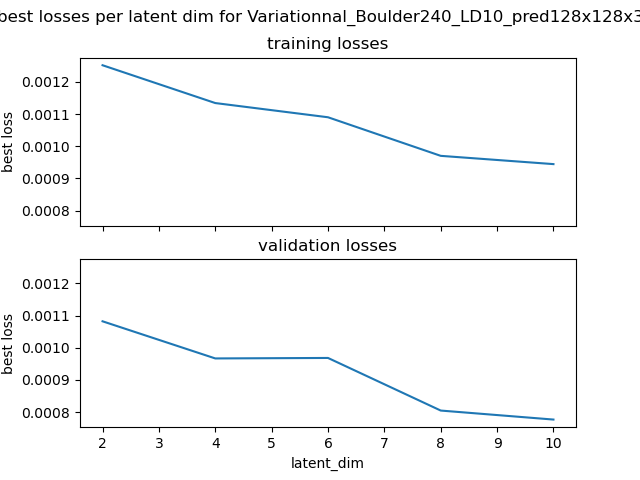 best losses per latent dim for Variationnal_Boulder240_LD10_pred128x128x3
training losses
0.0012
0.0011
0.0010
0.0009
0.0008
best loss
validation losses
0.0012
0.0011
0.0010
0.0009
0.0008
best loss
2 3 4 5 6 7 8 9 10
latent_dim